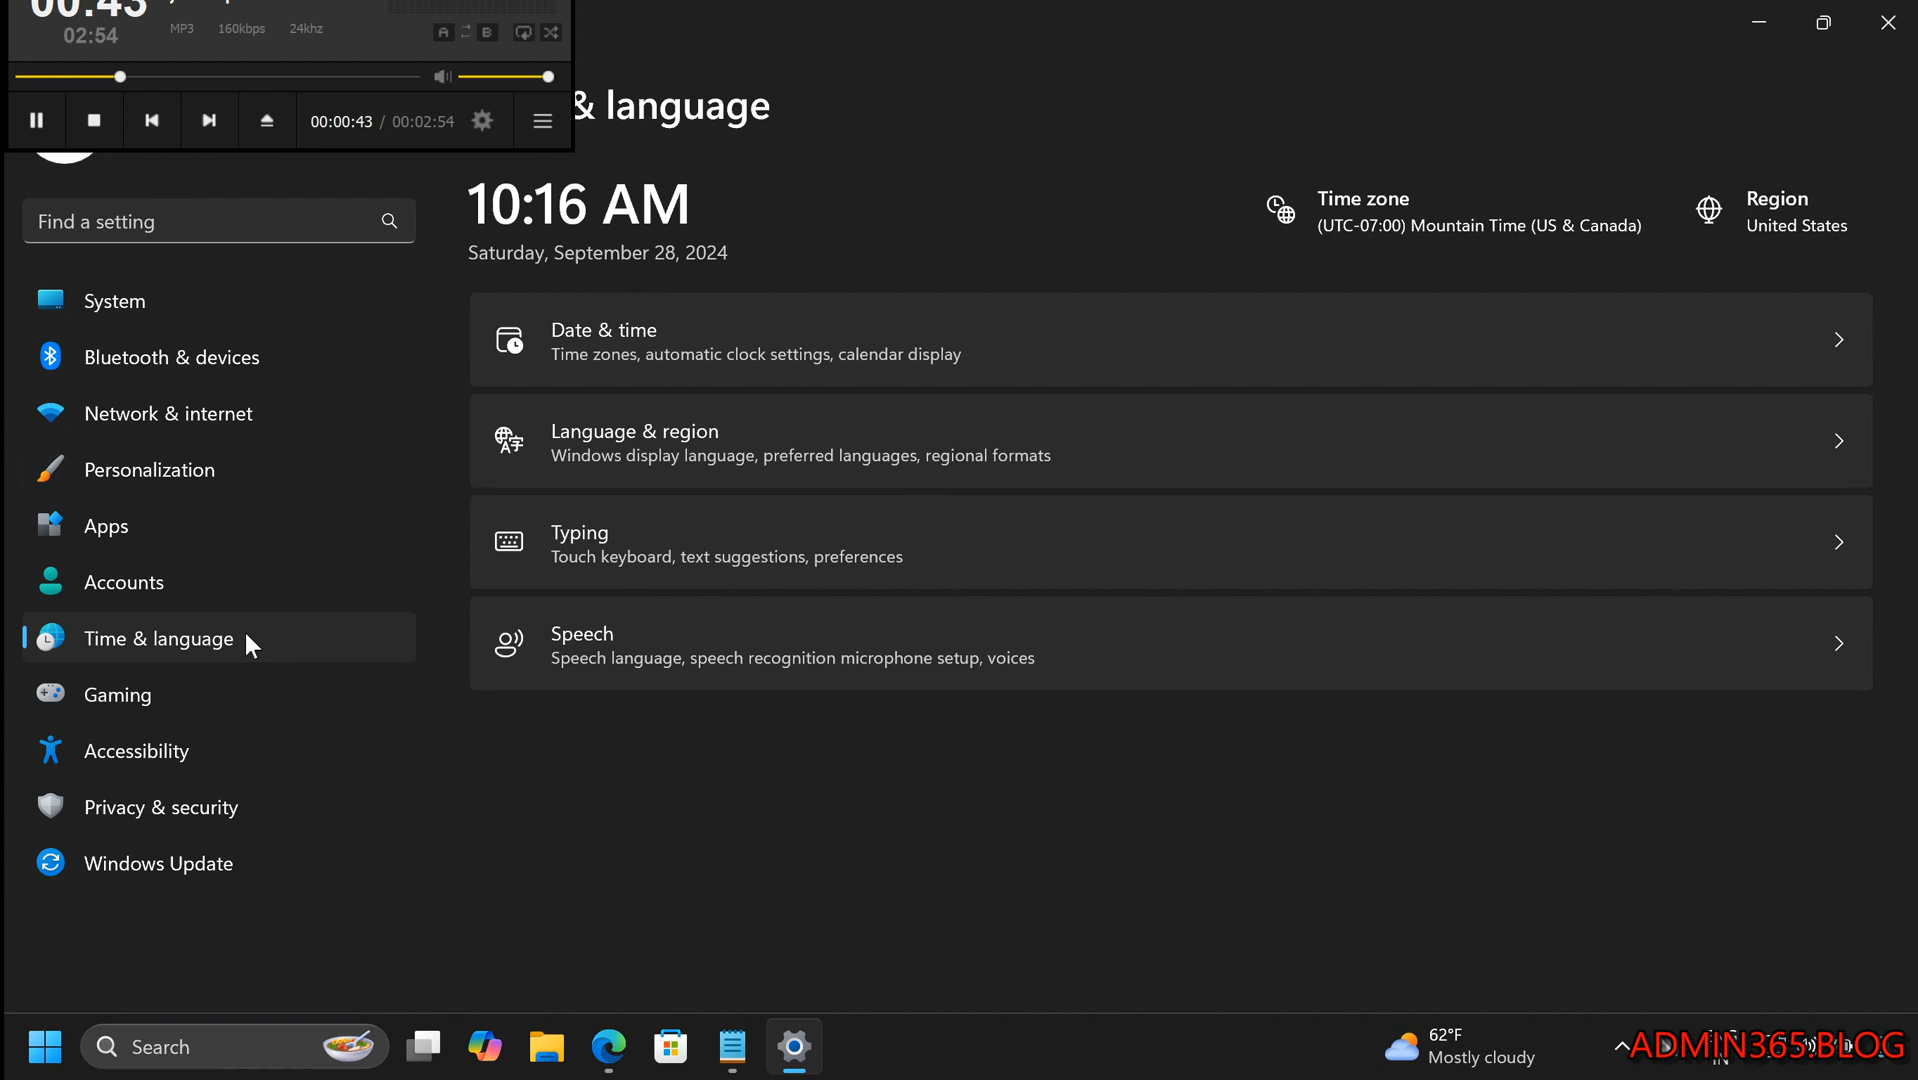 00:43
02:54
MP3 160kbps 24khz
A B
00:00:43 / 00:02:54
& language
10:16 AM
Saturday, September 28, 2024
Time zone
(UTC-07:00) Mountain Time (US & Canada)
Region
United States
Find a setting
System
Bluetooth & devices
Network & internet
Personalization
Apps
Accounts
Time & language
Gaming
Accessibility
Privacy & security
Windows Update
Date & time
Time zones, automatic clock settings, calendar display
Language & region
Windows display language, preferred languages, regional formats
Typing
Touch keyboard, text suggestions, preferences
Speech
Speech language, speech recognition microphone setup, voices
Search
62°F
Mostly cloudy
ADMIN365.BLOG